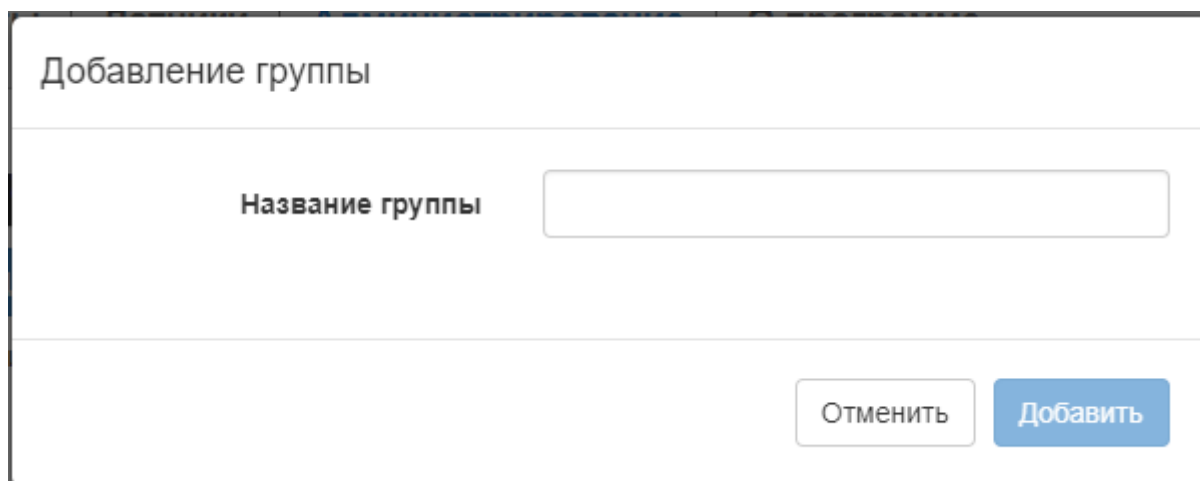 Добавление группы
Название группы
Отменить Добавить